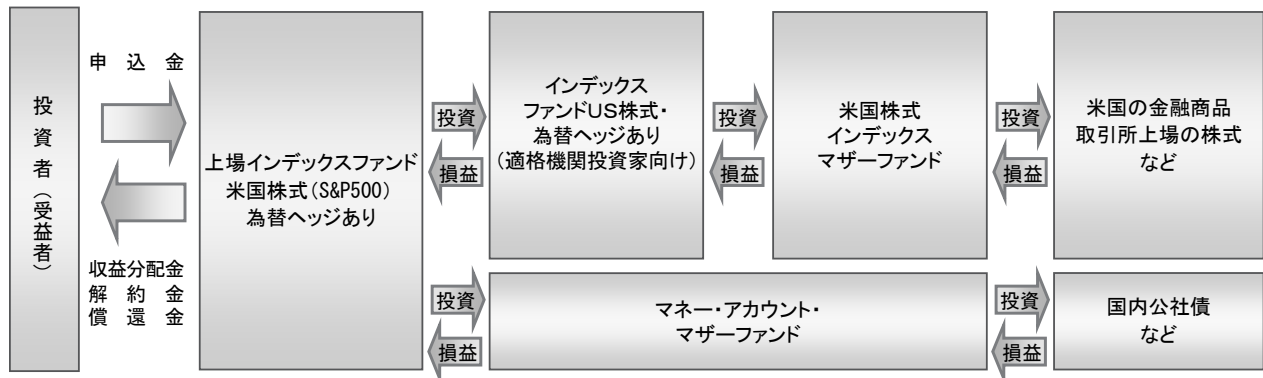 投資者（受益者）
申込金
収益分配金
解約金
償還金
上場インデックスファンド
米国株式（S&P500）
為替ヘッジあり
投資
損益
インデックス
ファンドUS株式・
為替ヘッジあり
（適格機関投資家向け）
投資
損益
米国株式
インデックス
マザーファンド
投資
損益
米国の金融商品
取引所上場の株式
など
投資
損益
マネー・アカウント・
マザーファンド
投資
損益
国内公社債
など